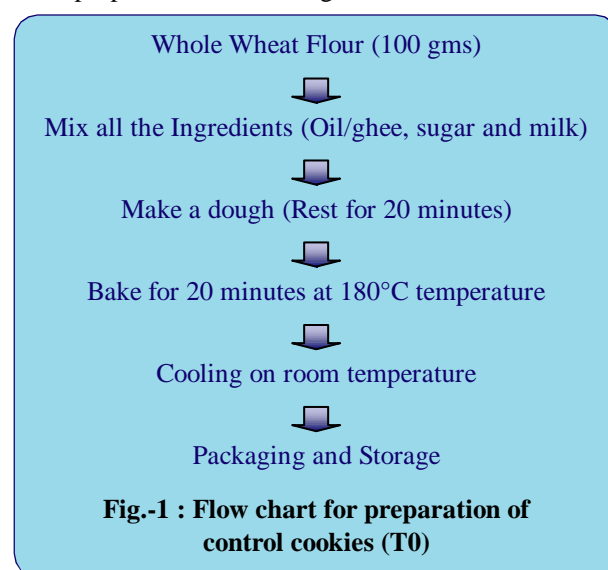 Whole Wheat Flour (100 gms)
Mix all the Ingredients (Oil/ghee, sugar and milk)
Make a dough (Rest for 20 minutes)
Bake for 20 minutes at 180°C temperature
Cooling on room temperature
Packaging and Storage
Fig.-1 : Flow chart for preparation of
control cookies (T0)